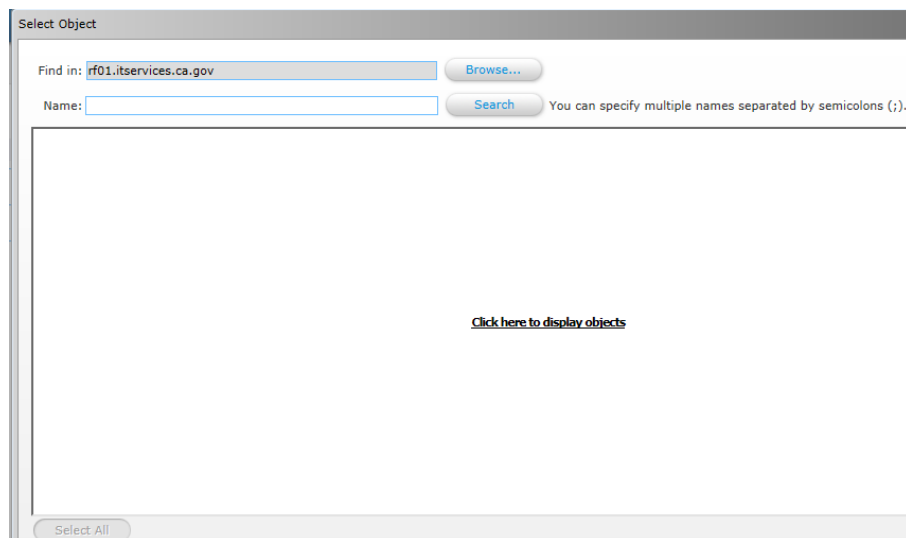 Select Object
Find in: rf01.itservices.ca.gov Browse...
Name: Search You can specify multiple names separated by semicolons (;).
Click here to display objects
Select All